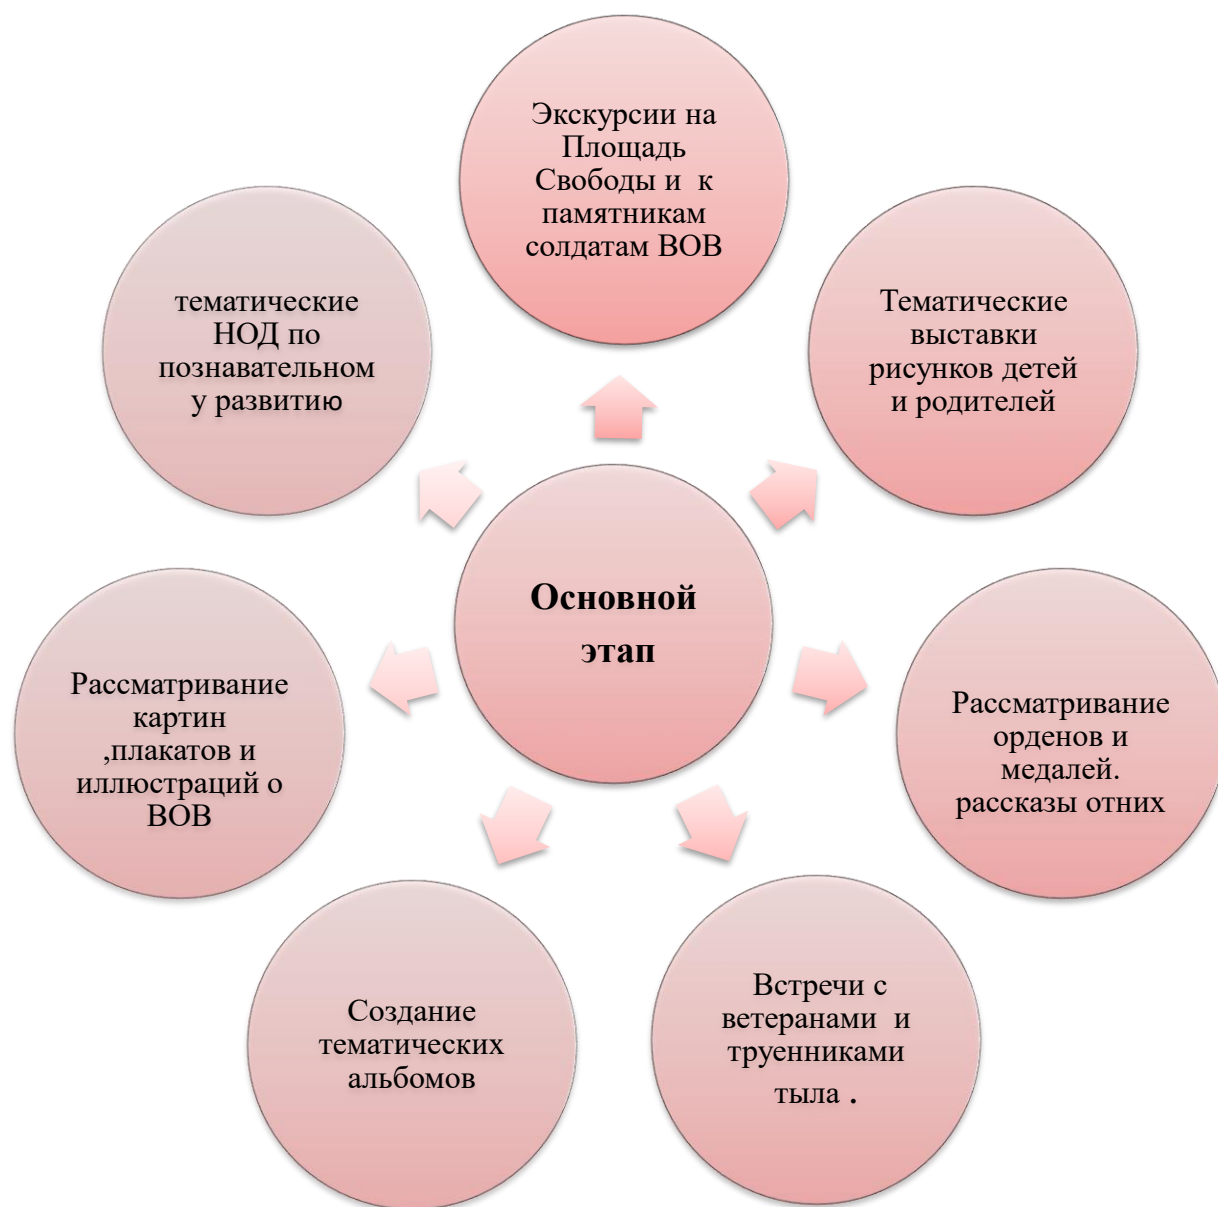 Экскурсии на
Площадь
Свободы и  к
памятникам
солдатам ВОВ
Тематические
выставки
рисунков детей
и родителей
Рассматривание
орденов и
медалей.
рассказы отних
Встречи с
ветеранами  и
труенниками
тыла .
Создание
тематических
альбомов
Рассматривание
картин
,плакатов и
иллюстраций о
ВОВ
тематические
НОД по
познавательном
у развитию
Основной
этап